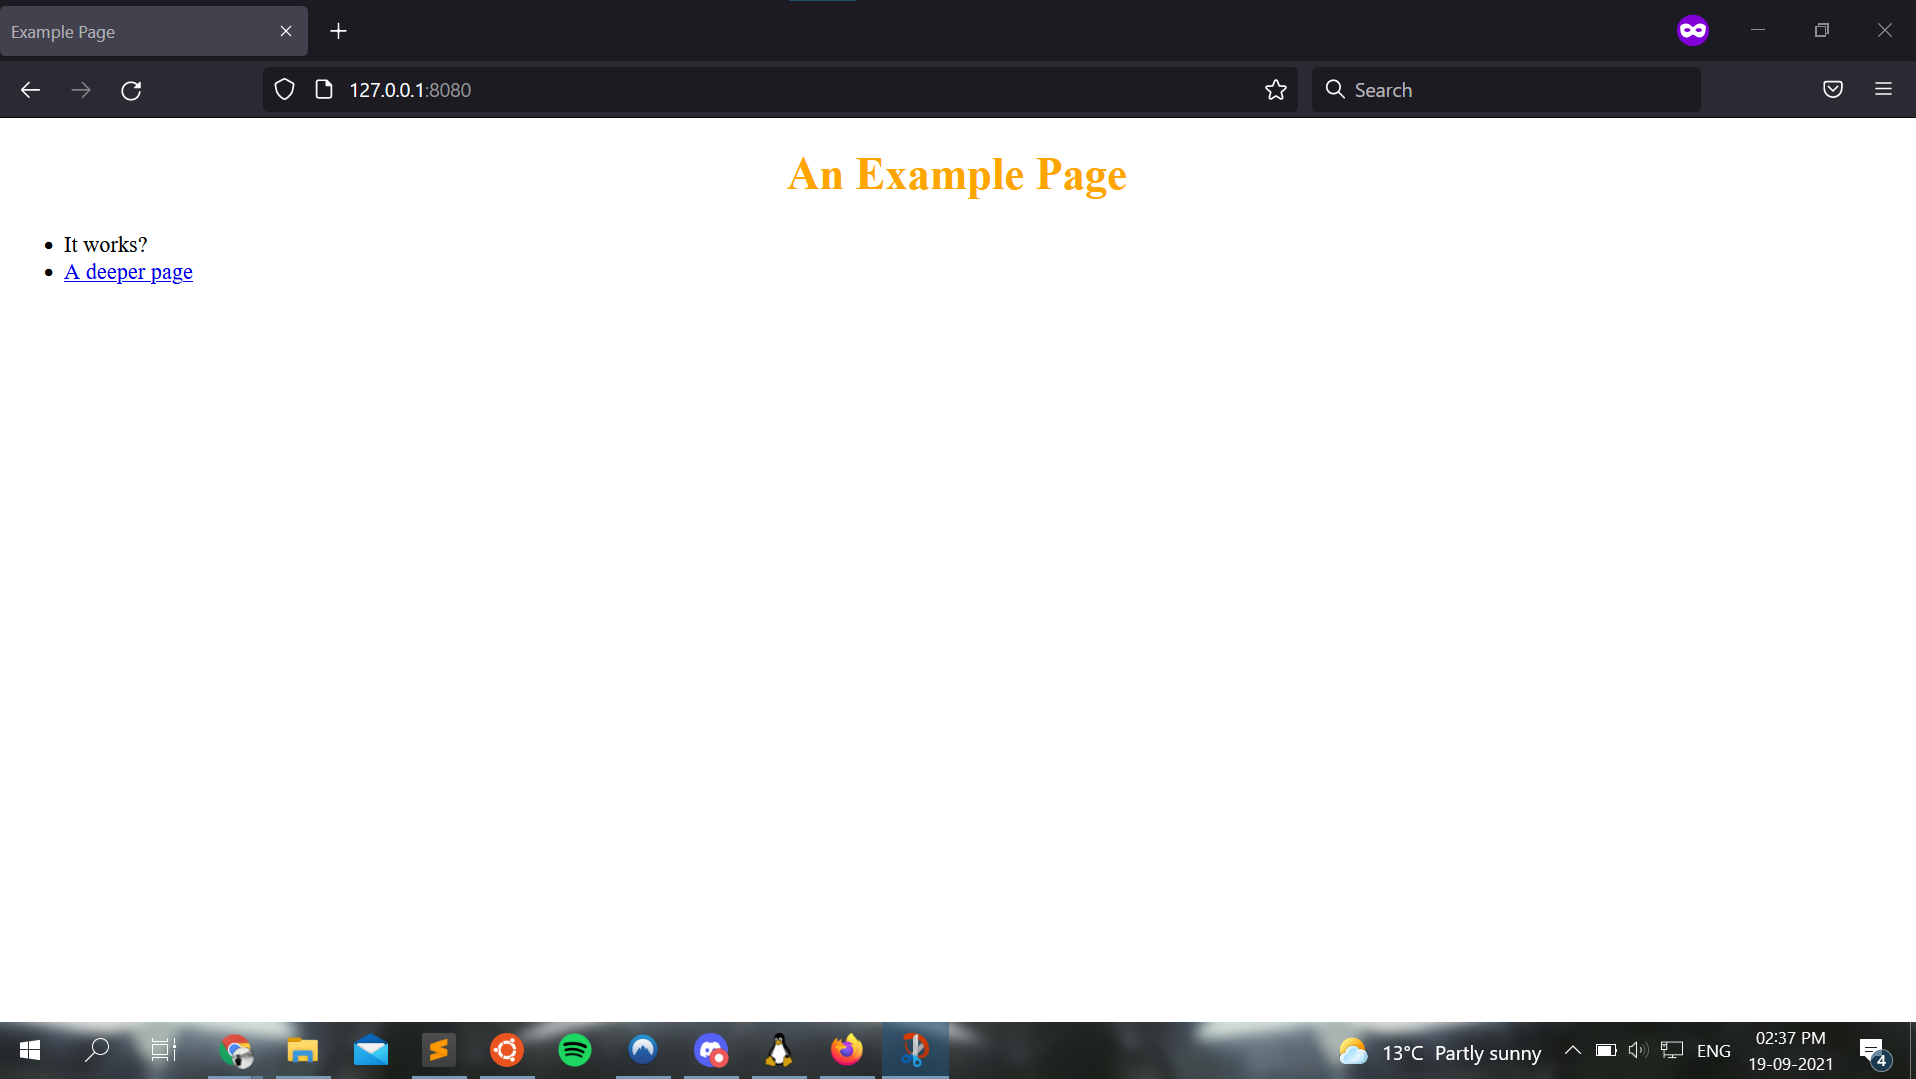 Example Page
127.0.0.1:8080
Search
An Example Page
It works?
A deeper page
13°C Partly sunny
ENG
02:37 PM
19-09-2021
4